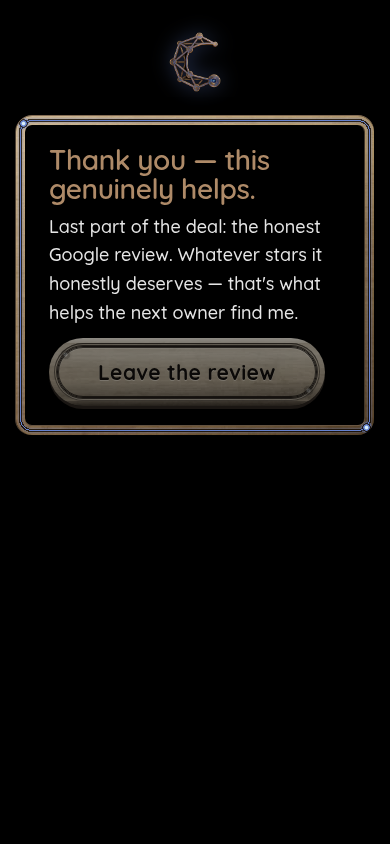 Thank you — this
genuinely helps.
Last part of the deal: the honest
Google review. Whatever stars it
honestly deserves — that's what
helps the next owner find me.
Leave the review